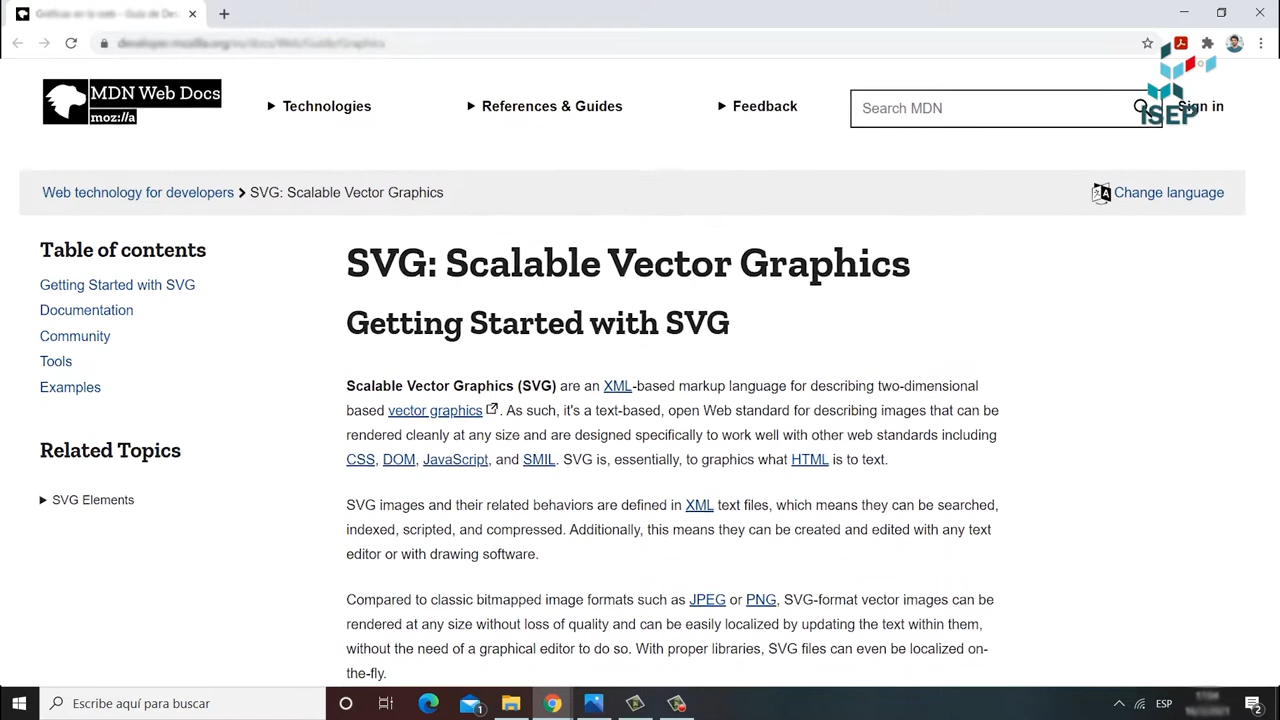 MDN Web Docs
moz://a
Technologies
References & Guides
Feedback
Search MDN
Sign in
ISEP
Web technology for developers
SVG: Scalable Vector Graphics
Change language
Table of contents
Getting Started with SVG
Documentation
Community
Tools
Examples
Related Topics
SVG Elements
SVG: Scalable Vector Graphics
Getting Started with SVG
Scalable Vector Graphics (SVG) are an XML-based markup language for describing two-dimensional
based vector graphics. As such, it's a text-based, open Web standard for describing images that can be
rendered cleanly at any size and are designed specifically to work well with other web standards including
CSS, DOM, JavaScript, and SMIL. SVG is, essentially, to graphics what HTML is to text.
SVG images and their related behaviors are defined in XML text files, which means they can be searched,
indexed, scripted, and compressed. Additionally, this means they can be created and edited with any text
editor or with drawing software.
Compared to classic bitmapped image formats such as JPEG or PNG, SVG-format vector images can be
rendered at any size without loss of quality and can be easily localized by updating the text within them,
without the need of a graphical editor to do so. With proper libraries, SVG files can even be localized on-
the-fly.
Escribe aquí para buscar
1
ESP
2